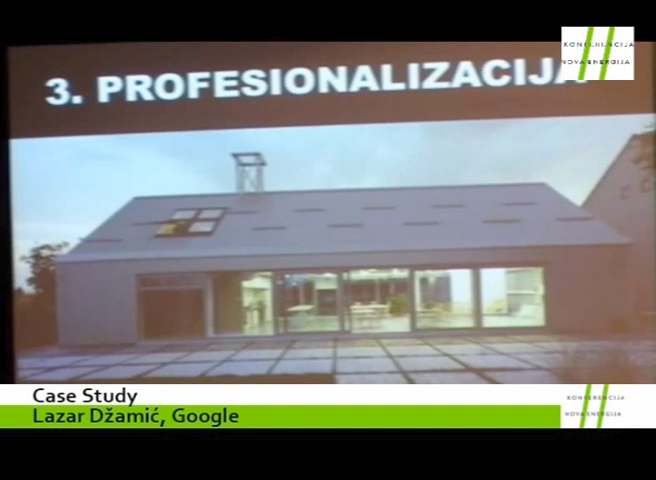 3. PROFESIONALIZACIJA
KONFERENCIJA
NOVA ENERGIJA
Case Study
Lazar Džamić, Google
KONFERENCIJA
NOVA ENERGIJA